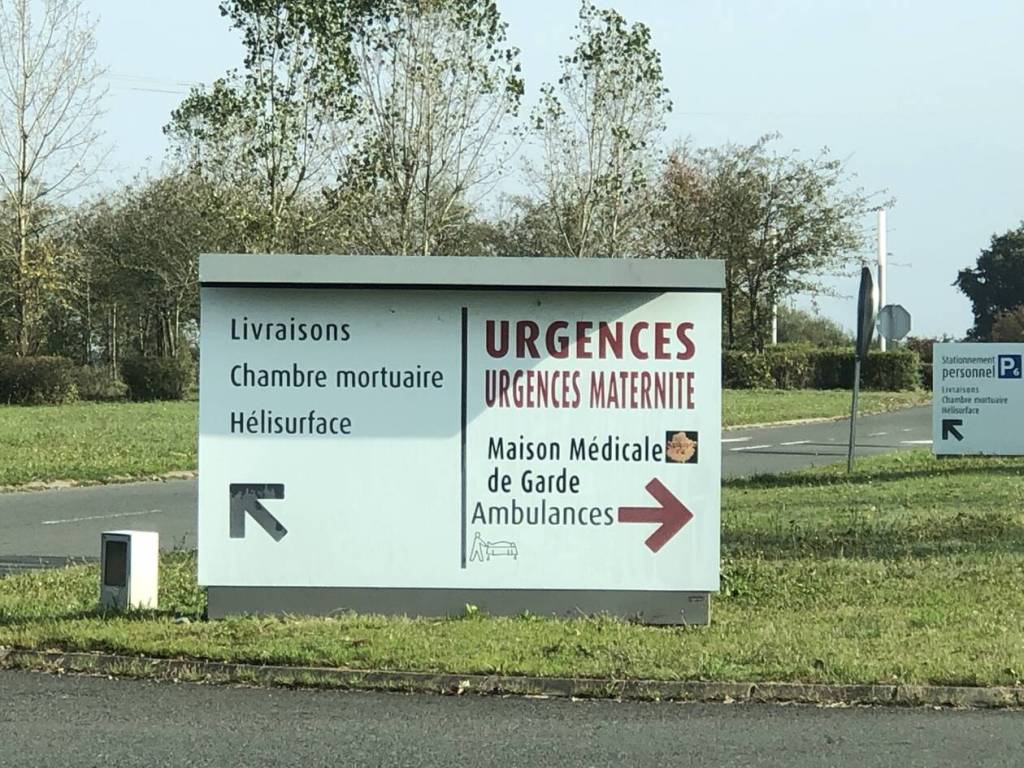 Livraisons
Chambre mortuaire
Hélisurface
URGENCES
URGENCES MATERNITE
Maison Médicale
de Garde
Ambulances
Stationnement
personnel P6
Livraisons
Chambre mortuaire
Hélisurface